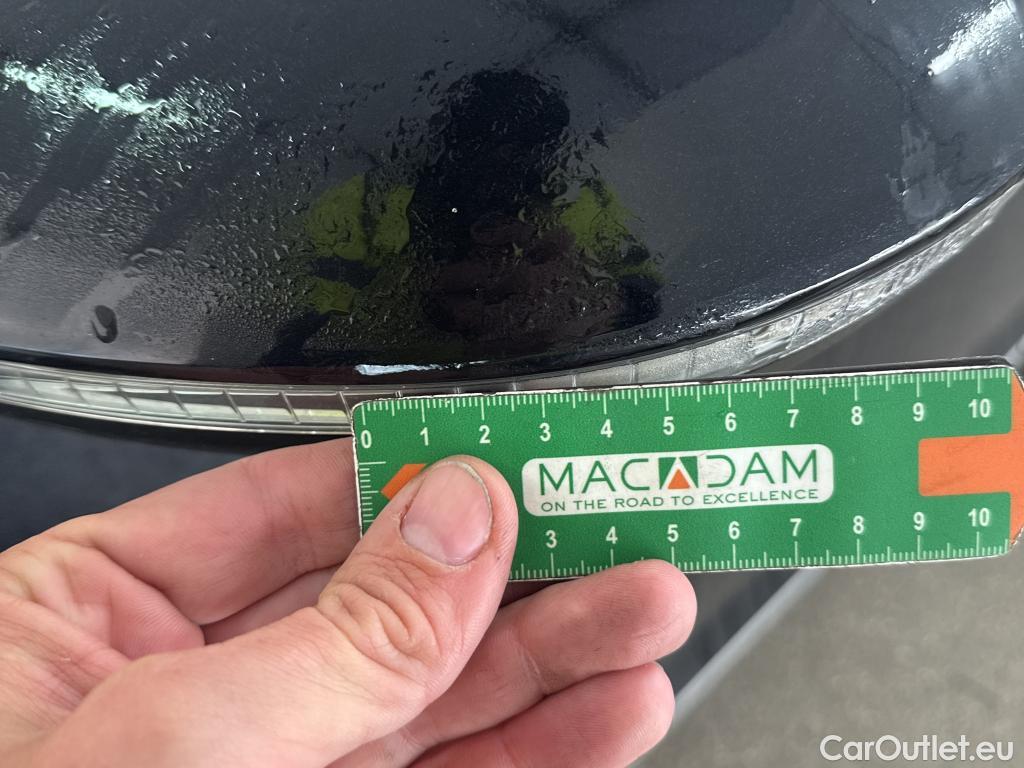 0 1 2 3 4 5 6 7 8 9 10
MACADAM
ON THE ROAD TO EXCELLENCE
3 4 5 6 7 8 9 10
CarOutlet.eu